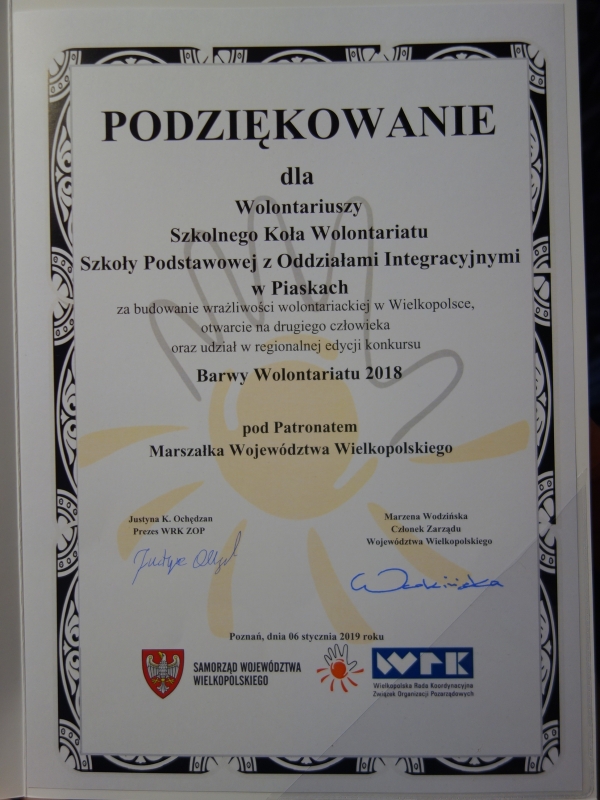 PODZIĘKOWANIE
dla
Wolontariuszy
Szkolnego Koła Wolontariatu
Szkoły Podstawowej z Oddziałami Integracyjnymi
w Piaskach
za budowanie wrażliwości wolontariackiej w Wielkopolsce,
otwarcie na drugiego człowieka
oraz udział w regionalnej edycji konkursu
Barwy Wolontariatu 2018
pod Patronatem
Marszałka Województwa Wielkopolskiego
Justyna K. Ochędzan
Prezes WRK ZOP
Marzena Wodzińska
Członek Zarządu
Województwa Wielkopolskiego
Wodzińska
Poznań, dnia 06 stycznia 2019 roku
SAMORZĄD WOJEWÓDZTWA
WIELKOPOLSKIEGO
WRK
Wielkopolska Rada Koordynacyjna
Związek Organizacji Pozarządowych